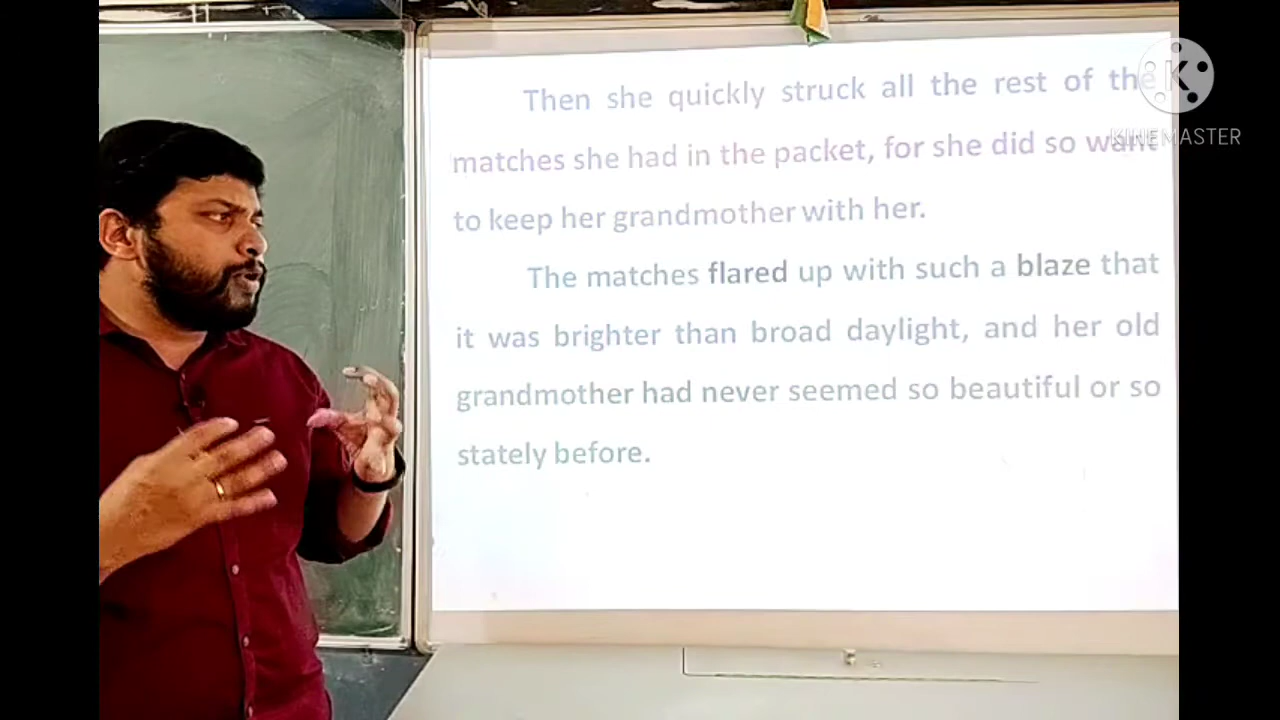 Then she quickly struck all the rest of the
matches she had in the packet, for she did so want
to keep her grandmother with her.
The matches flared up with such a blaze that
it was brighter than broad daylight, and her old
grandmother had never seemed so beautiful or so
stately before.
K
KINEMASTER